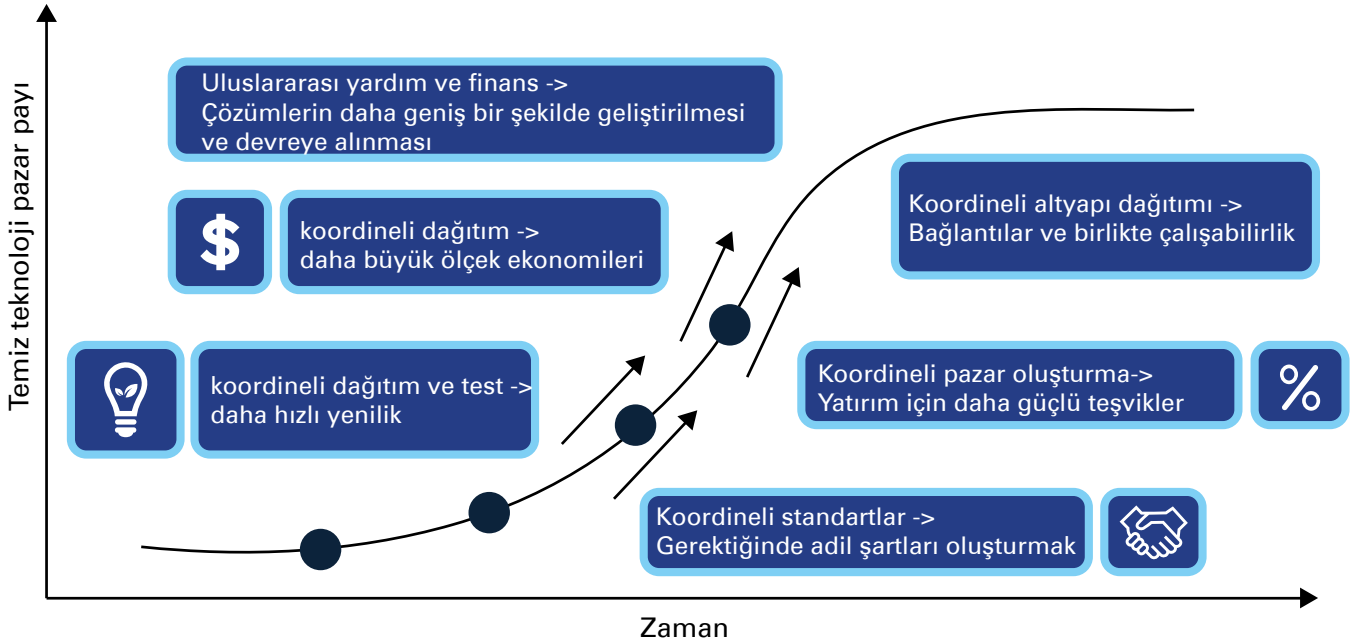 Temiz teknoloji pazar payı
Uluslararası yardım ve finans ->
Çözümlerin daha geniş bir şekilde geliştirilmesi
ve devreye alınması
$
koordineli dağıtım ->
daha büyük ölçek ekonomileri
koordineli dağıtım ve test ->
daha hızlı yenilik
Koordineli altyapı dağıtımı ->
Bağlantılar ve birlikte çalışabilirlik
Koordineli pazar oluşturma->
Yatırım için daha güçlü teşvikler
%
Koordineli standartlar ->
Gerektiğinde adil şartları oluşturmak
Zaman